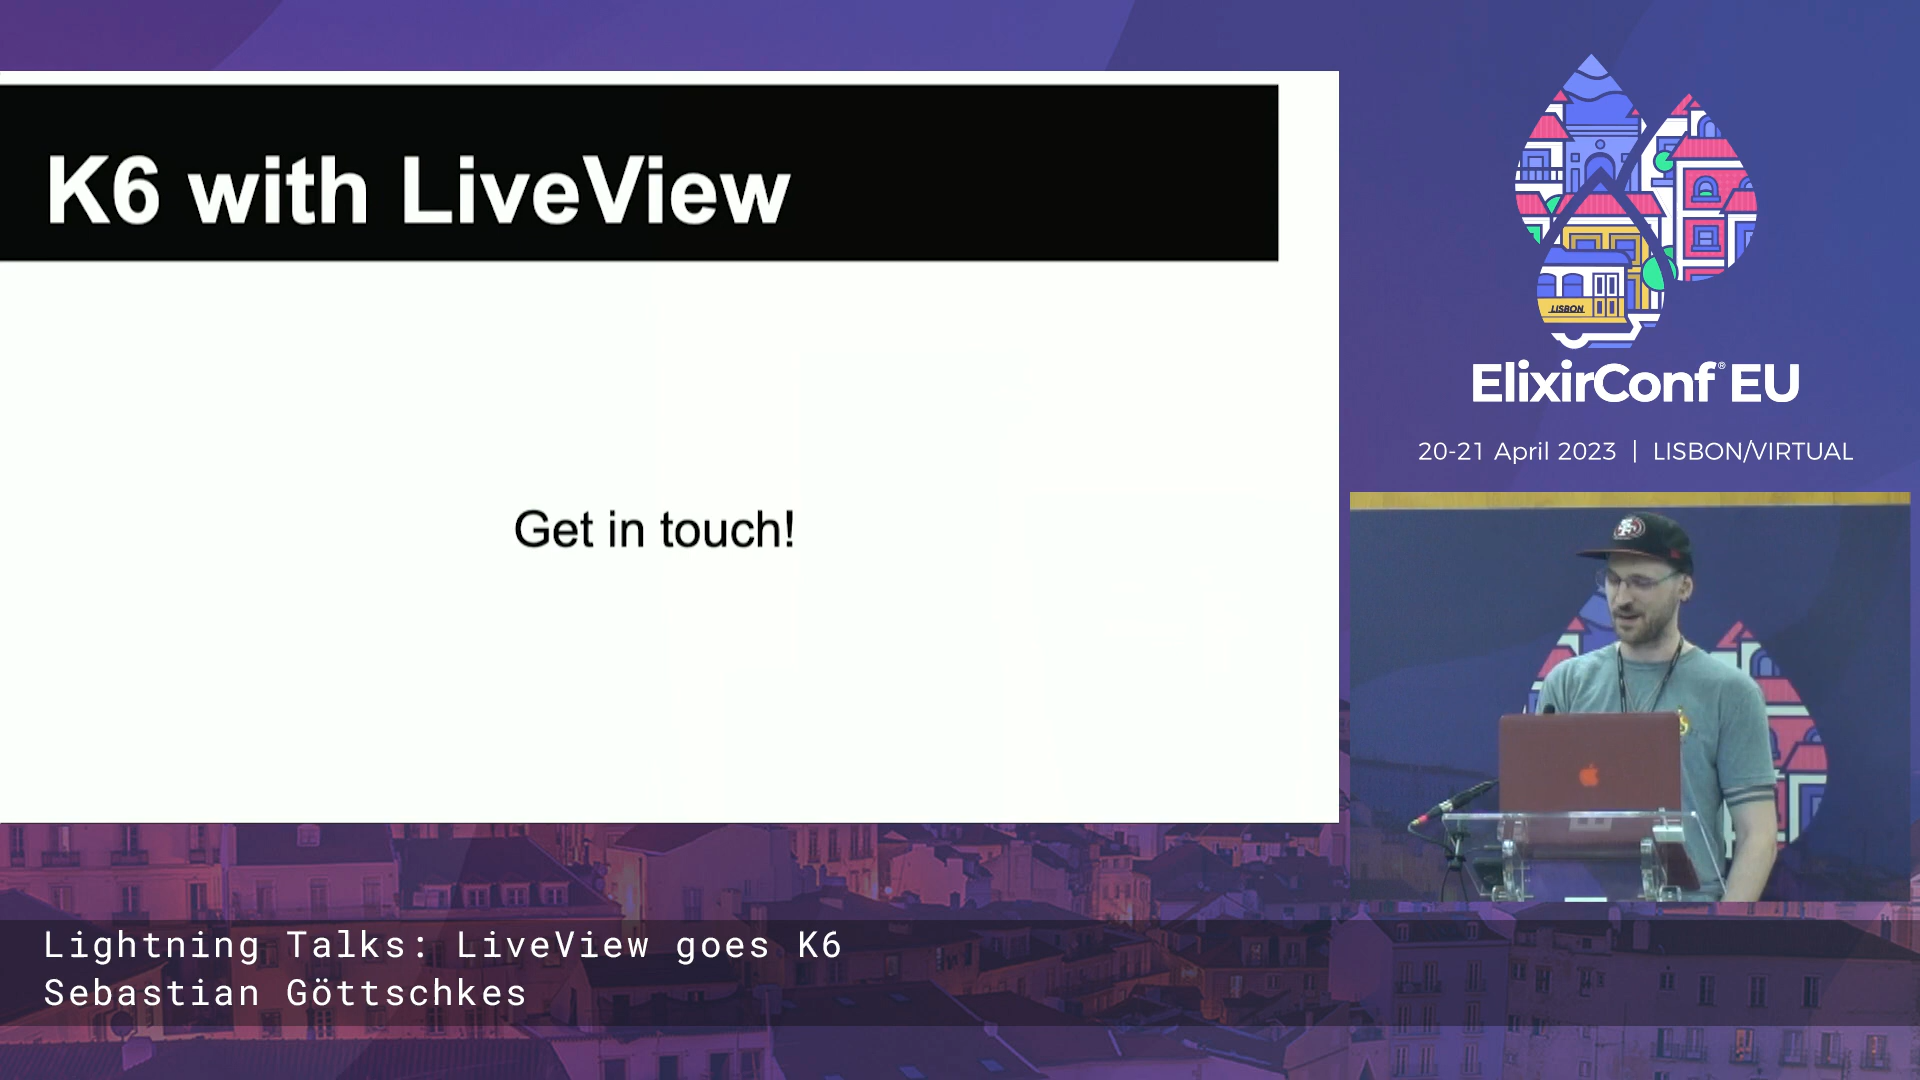 K6 with LiveView
Get in touch!
LISBON
ElixirConf® EU
20-21 April 2023 | LISBON/VIRTUAL
Lightning Talks: LiveView goes K6
Sebastian Göttschkes